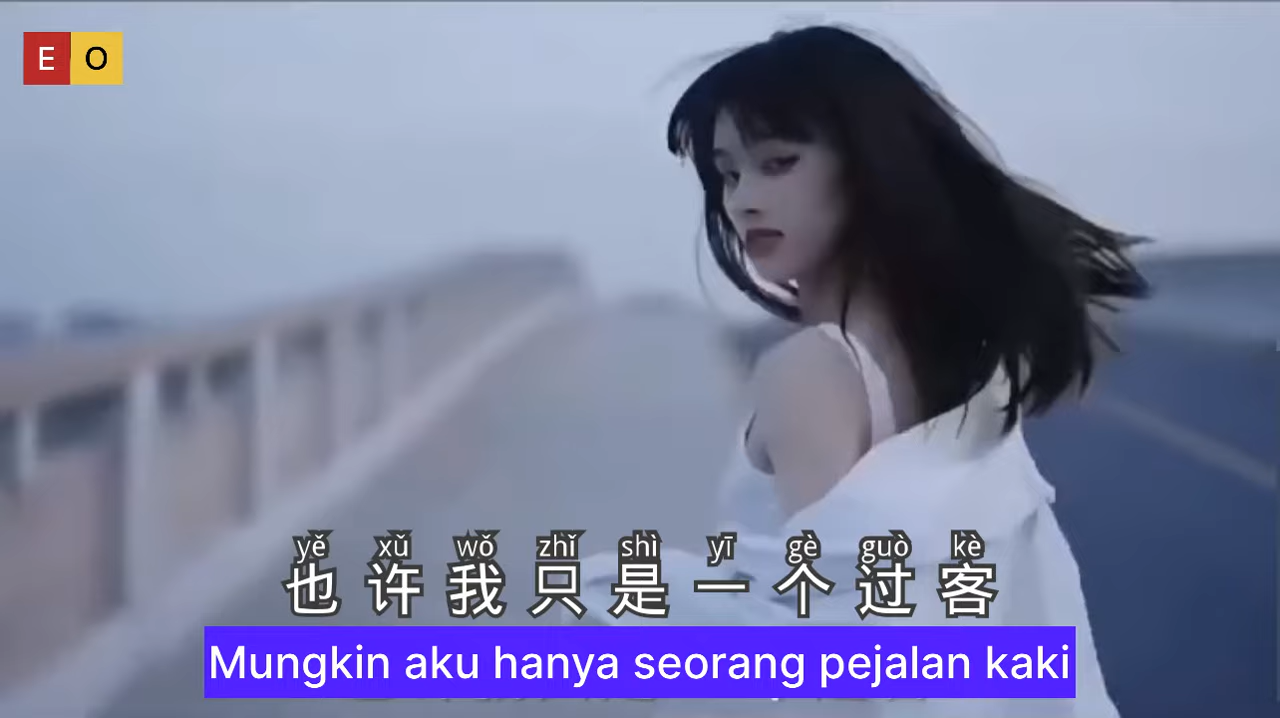 E O
yě xǔ wǒ zhǐ shì yī gè guò kè
也许我只是一个过客
Mungkin aku hanya seorang pejalan kaki